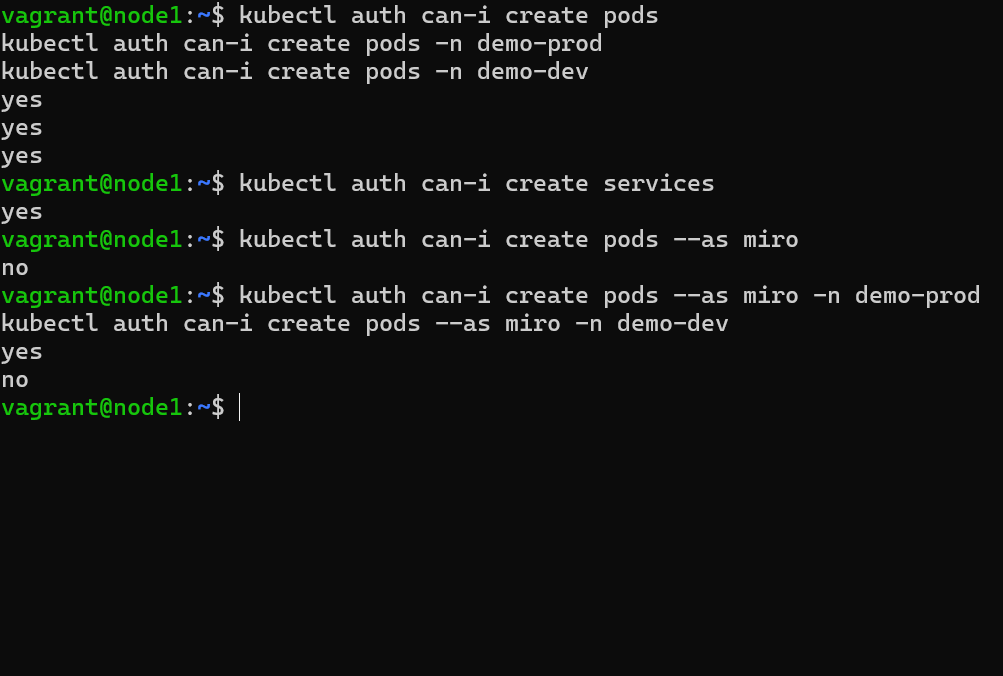 vagrant@node1:~$ kubectl auth can-i create pods
kubectl auth can-i create pods -n demo-prod
kubectl auth can-i create pods -n demo-dev
yes
yes
yes
vagrant@node1:~$ kubectl auth can-i create services
yes
vagrant@node1:~$ kubectl auth can-i create pods --as miro
no
vagrant@node1:~$ kubectl auth can-i create pods --as miro -n demo-prod
kubectl auth can-i create pods --as miro -n demo-dev
yes
no
vagrant@node1:~$